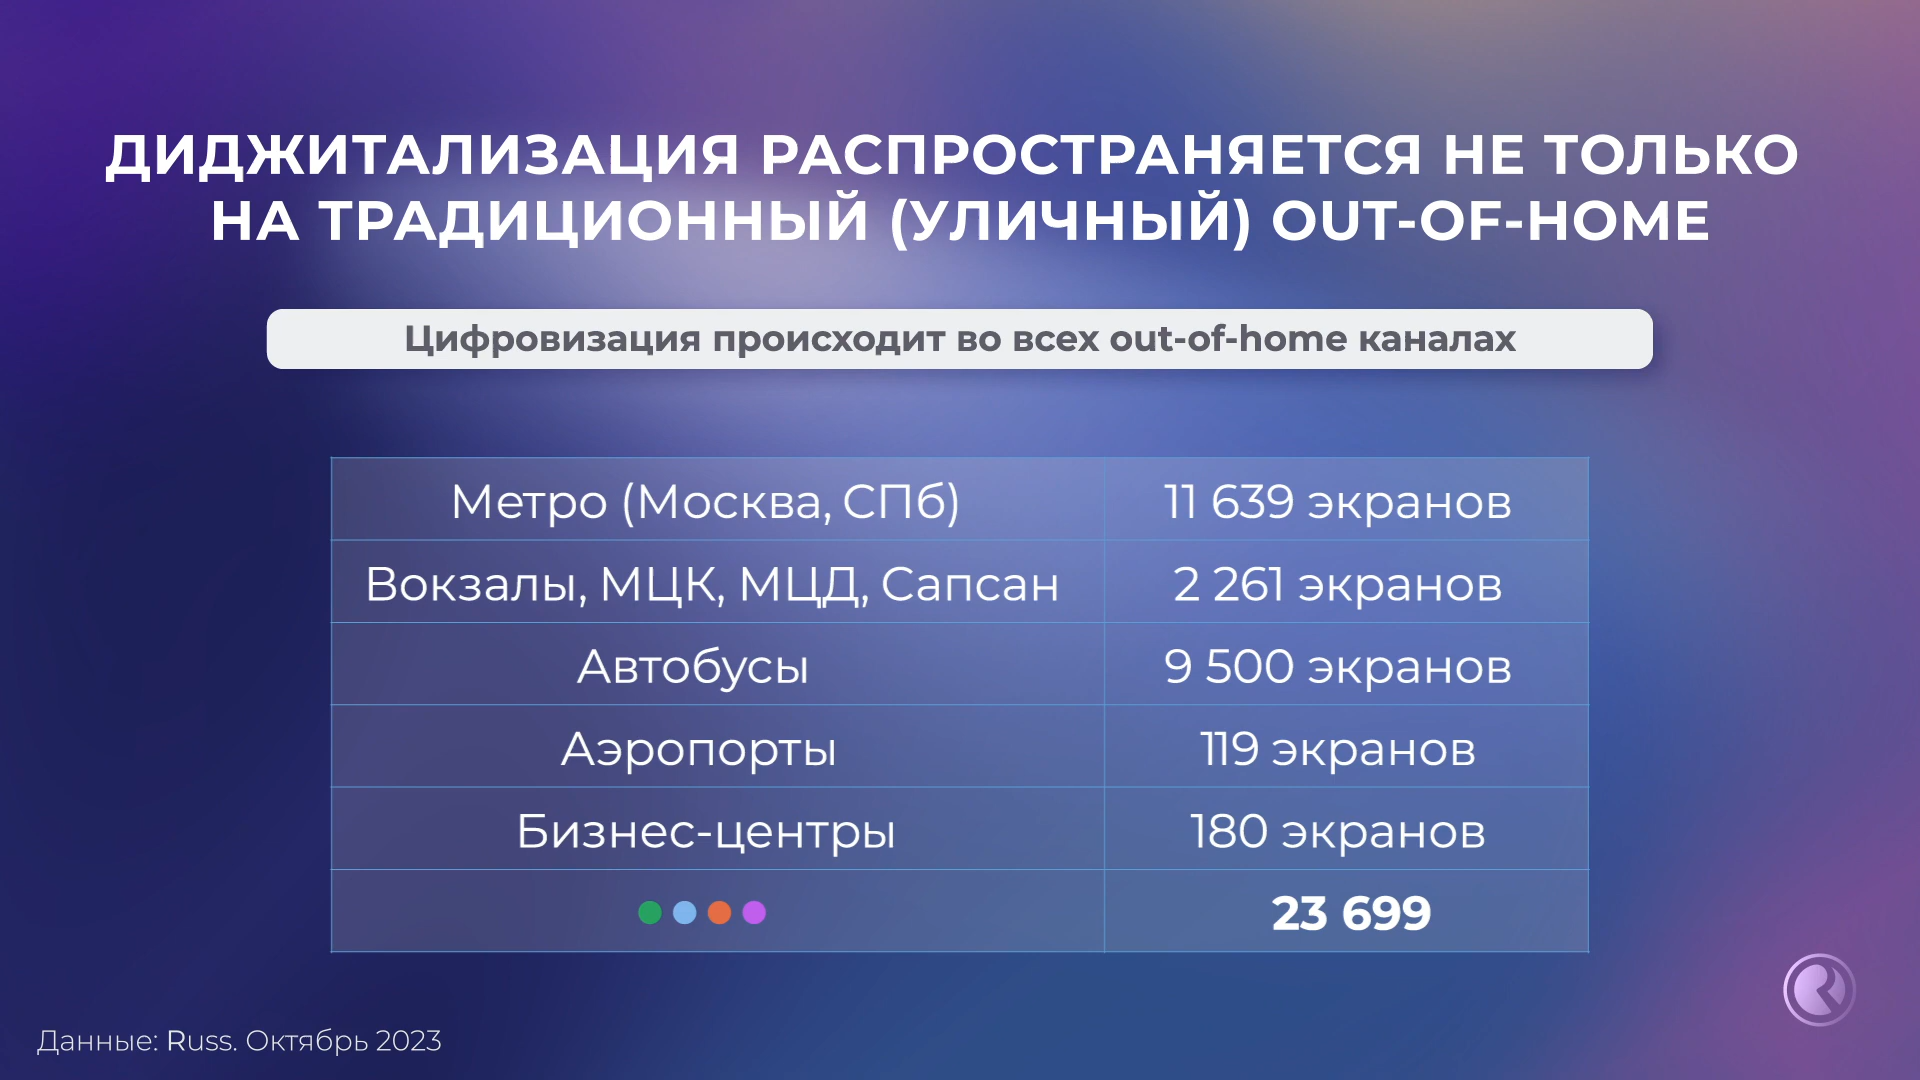 ДИДЖИТАЛИЗАЦИЯ РАСПРОСТРАНЯЕТСЯ НЕ ТОЛЬКО
НА ТРАДИЦИОННЫЙ (УЛИЧНЫЙ) OUT-OF-HOME
Цифровизация происходит во всех out-of-home каналах
Метро (Москва, СПб) 11 639 экранов
Вокзалы, МЦК, МЦД, Сапсан 2 261 экранов
Автобусы 9 500 экранов
Аэропорты 119 экранов
Бизнес-центры 180 экранов
23 699
Данные: Russ. Октябрь 2023